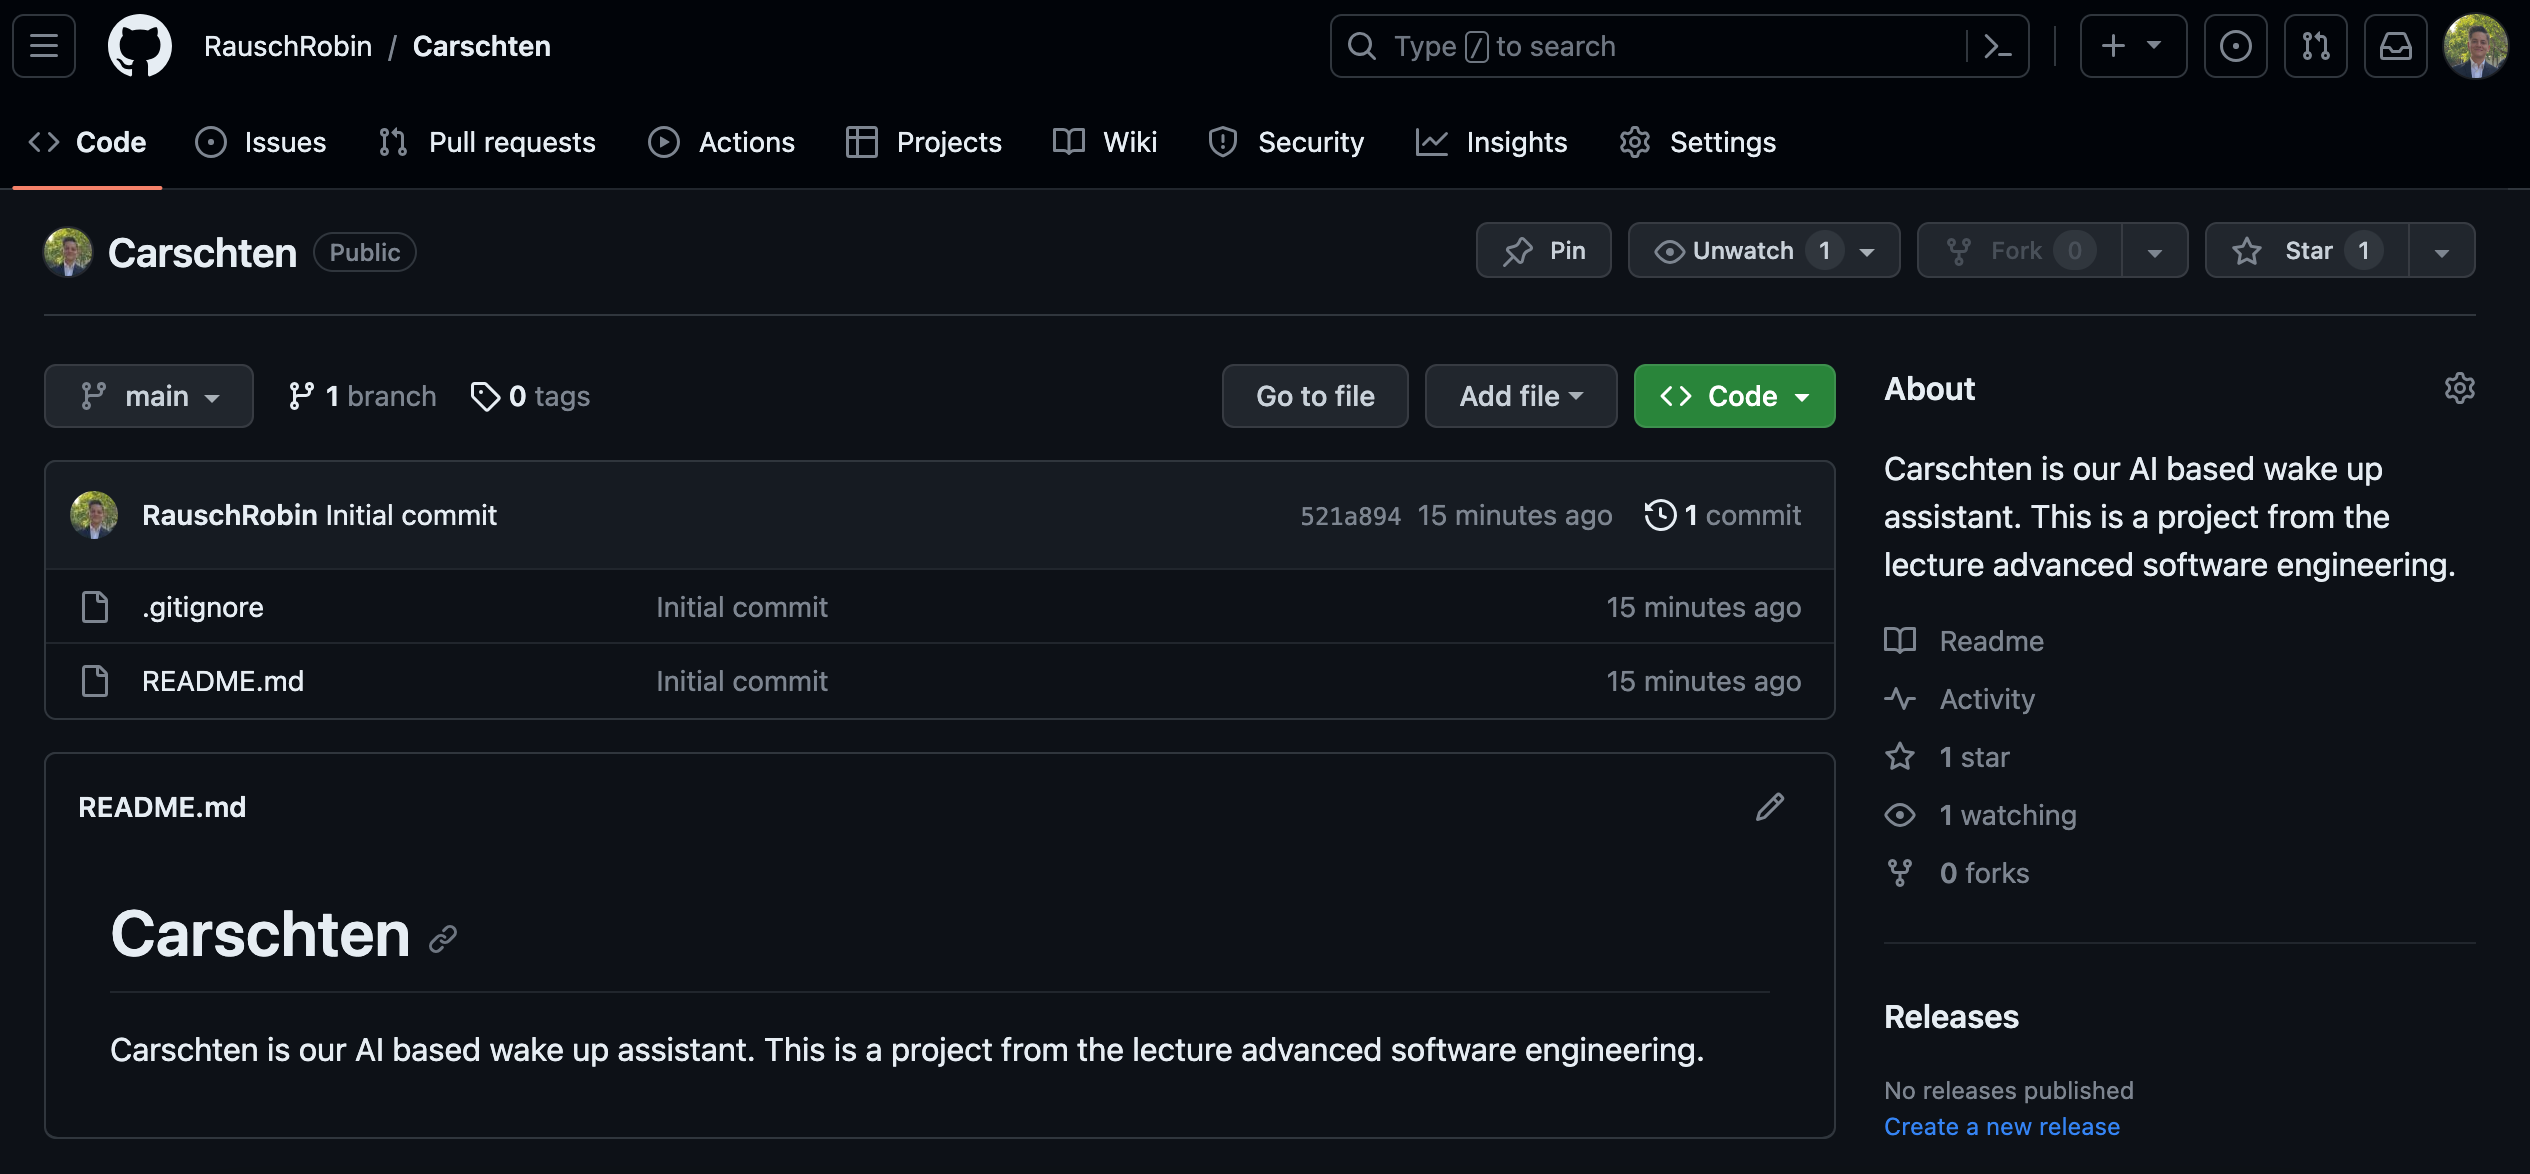 RauschRobin / Carschten
Type / to search
Code Issues Pull requests Actions Projects Wiki Security Insights Settings
Carschten Public
Pin Unwatch 1 Fork 0 Star 1
main 1 branch 0 tags
Go to file Add file Code
RauschRobin Initial commit 521a894 15 minutes ago 1 commit
.gitignore Initial commit 15 minutes ago
README.md Initial commit 15 minutes ago
README.md
Carschten
Carschten is our AI based wake up assistant. This is a project from the lecture advanced software engineering.
About
Carschten is our AI based wake up
assistant. This is a project from the
lecture advanced software engineering.
Readme
Activity
1 star
1 watching
0 forks
Releases
No releases published
Create a new release